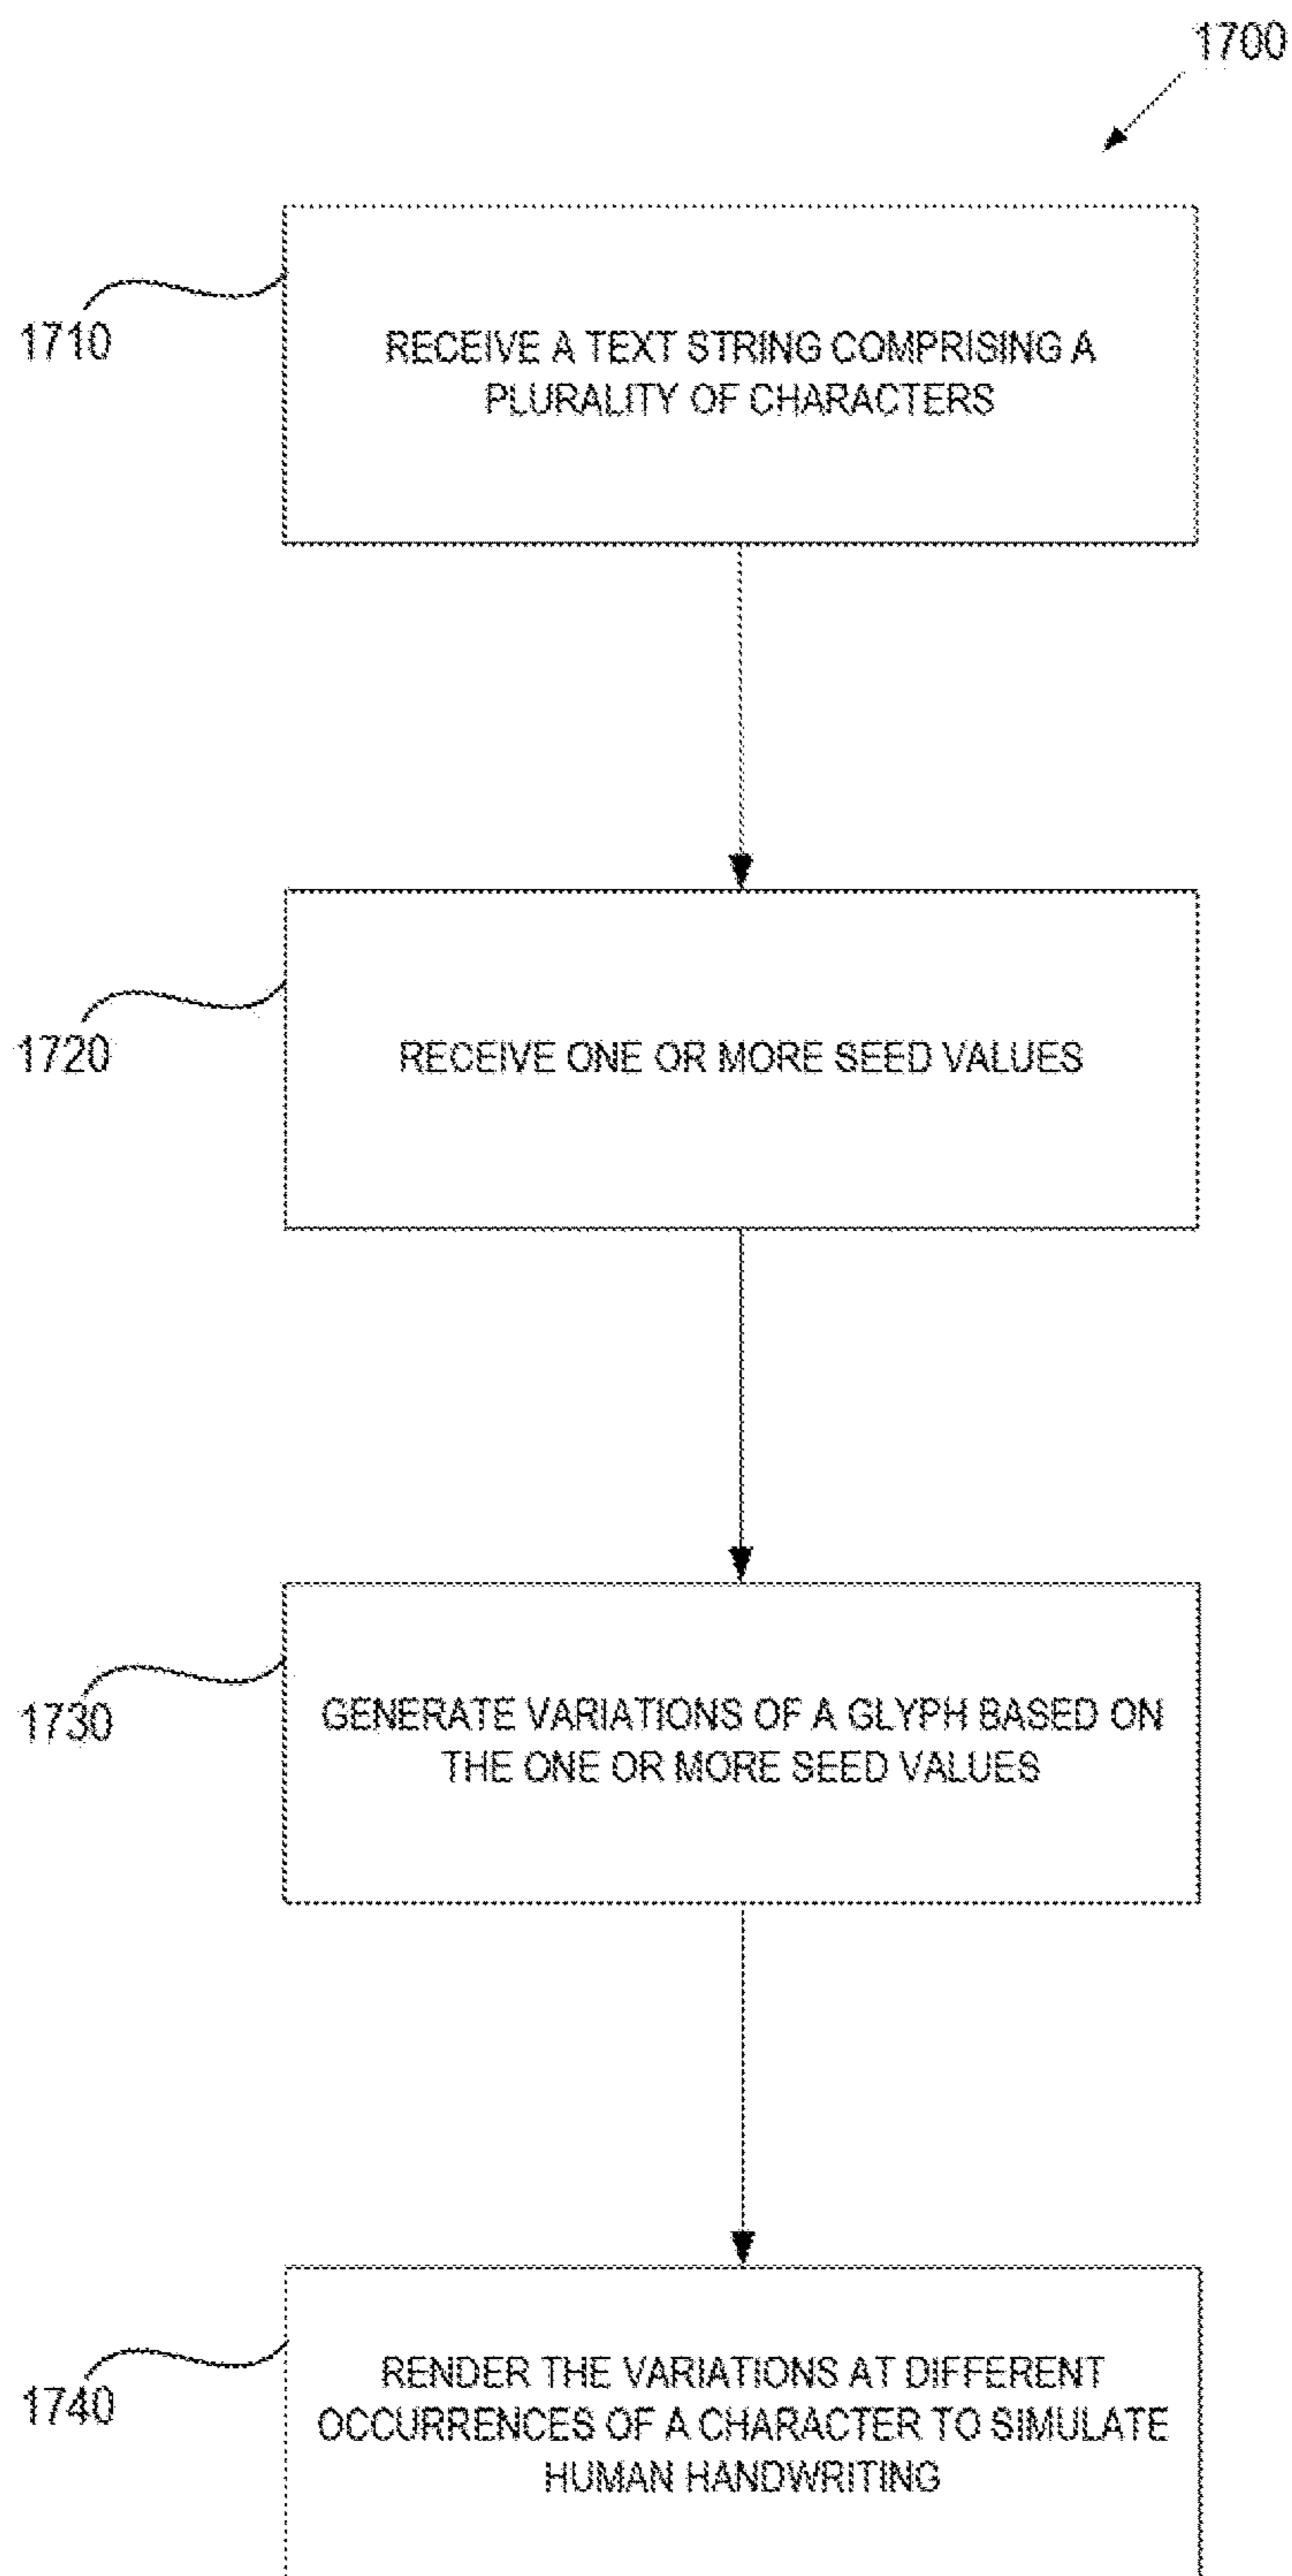 1700
1710
RECEIVE A TEXT STRING COMPRISING A
PLURALITY OF CHARACTERS
1720
RECEIVE ONE OR MORE SEED VALUES
1730
GENERATE VARIATIONS OF A GLYPH BASED ON
THE ONE OR MORE SEED VALUES
1740
RENDER THE VARIATIONS AT DIFFERENT
OCCURRENCES OF A CHARACTER TO SIMULATE
HUMAN HANDWRITING